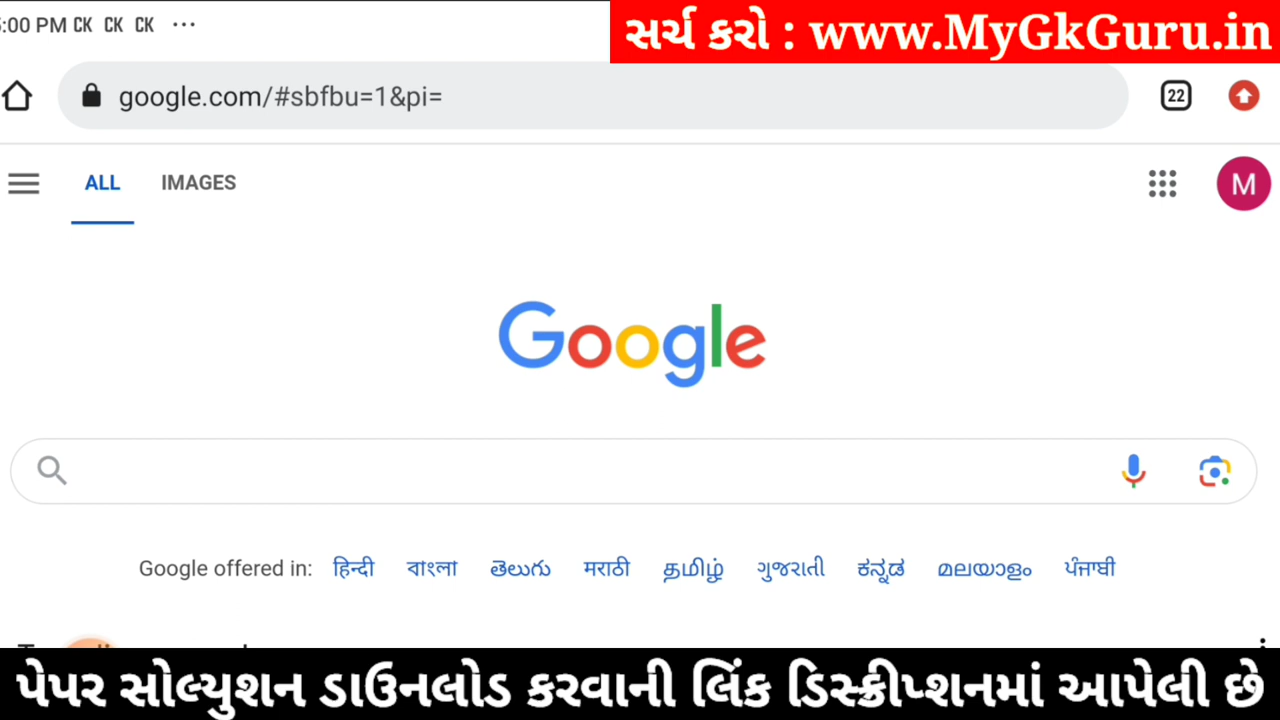 :00 PM CK CK CK ...
સર્ચ કરો : www.MyGkGuru.in
google.com/#sbfbu=1&pi=
22
ALL IMAGES
M
Google
Google offered in: हिन्दी বাংলা తెలుగు मराठी தமிழ் ગુજરાતી ಕನ್ನಡ മലയാളം ਪੰਜਾਬੀ
પેપર સોલ્યુશન ડાઉનલોડ કરવાની લિંક ડિસ્ક્રીપ્શનમાં આપેલી છે